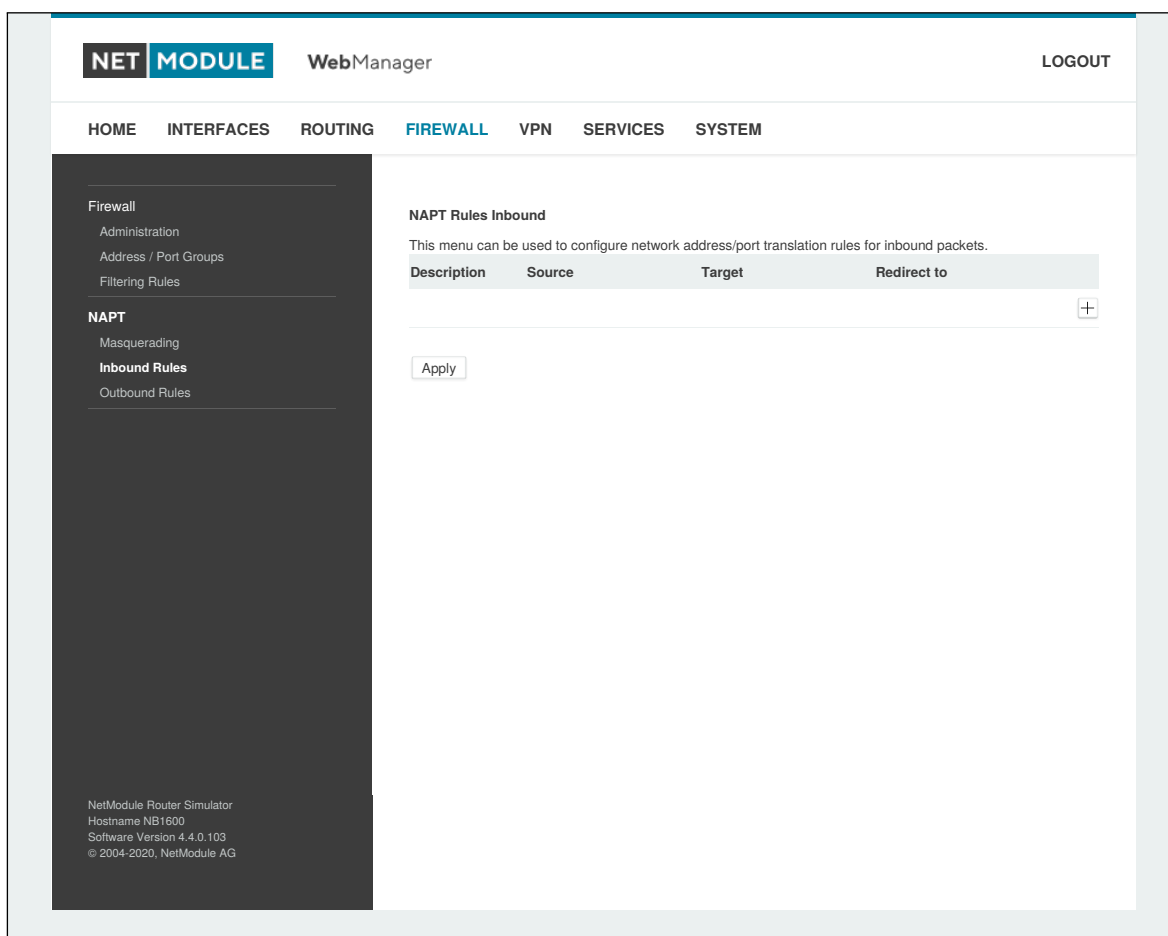 NET MODULE WebManager LOGOUT
HOME INTERFACES ROUTING FIREWALL VPN SERVICES SYSTEM
Firewall
Administration
Address / Port Groups
Filtering Rules
NAPT
Masquerading
Inbound Rules
Outbound Rules
NAPT Rules Inbound
This menu can be used to configure network address/port translation rules for inbound packets.
Description Source Target Redirect to
Apply
NetModule Router Simulator
Hostname NB1600
Software Version 4.4.0.103
© 2004-2020, NetModule AG